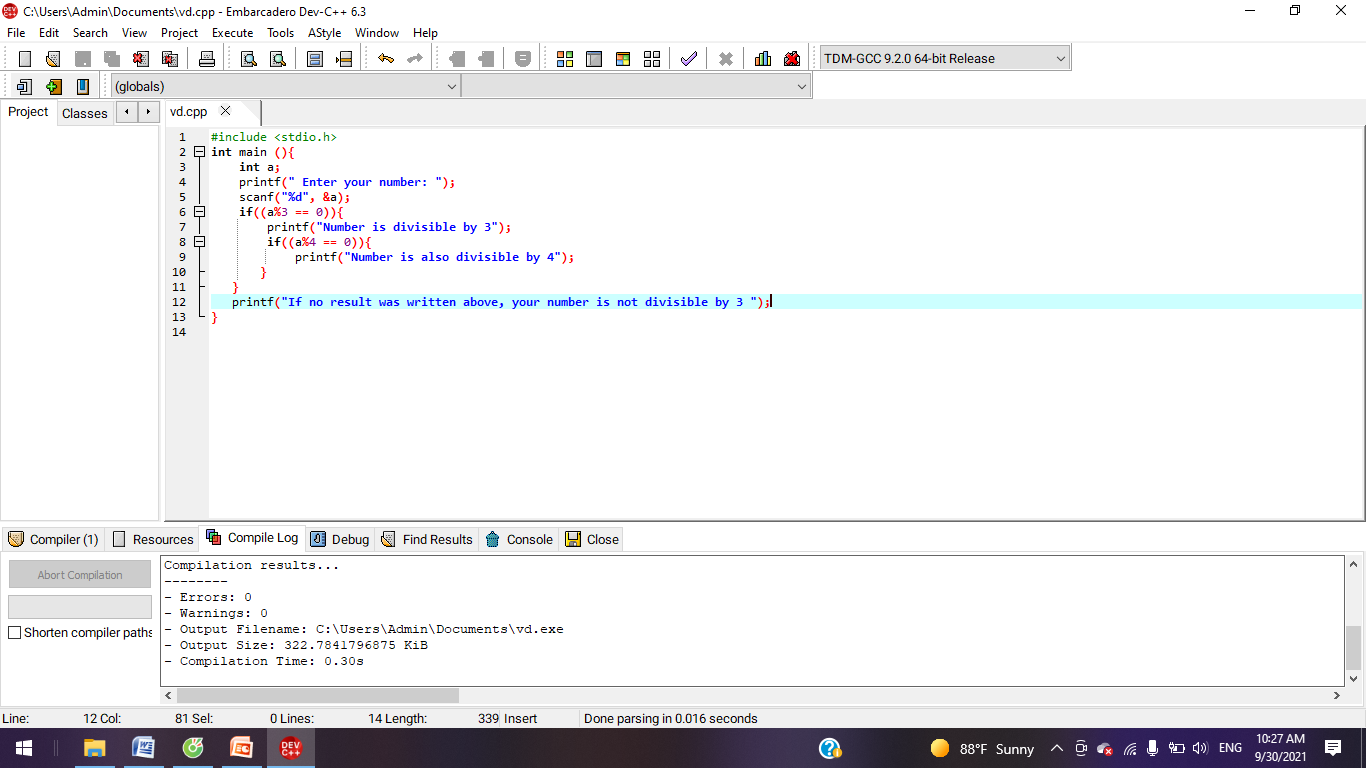 C:\Users\Admin\Documents\vd.cpp - Embarcadero Dev-C++ 6.3
File Edit Search View Project Execute Tools AStyle Window Help
TDM-GCC 9.2.0 64-bit Release
(globals)
Project Classes vd.cpp
1 #include <stdio.h>
2 int main (){
3 int a;
4 printf(" Enter your number: ");
5 scanf("%d", &a);
6 if((a%3 == 0)){
7 printf("Number is divisible by 3");
8 if((a%4 == 0)){
9 printf("Number is also divisible by 4");
10 }
11 }
12 printf("If no result was written above, your number is not divisible by 3 ");
13 }
14
Compiler (1) Resources Compile Log Debug Find Results Console Close
Abort Compilation
Shorten compiler paths
Compilation results...
--------
- Errors: 0
- Warnings: 0
- Output Filename: C:\Users\Admin\Documents\vd.exe
- Output Size: 322.7841796875 KiB
- Compilation Time: 0.30s
Line: 12 Col: 81 Sel: 0 Lines: 14 Length: 339 Insert Done parsing in 0.016 seconds
DEV C++
88°F Sunny
ENG
10:27 AM
9/30/2021